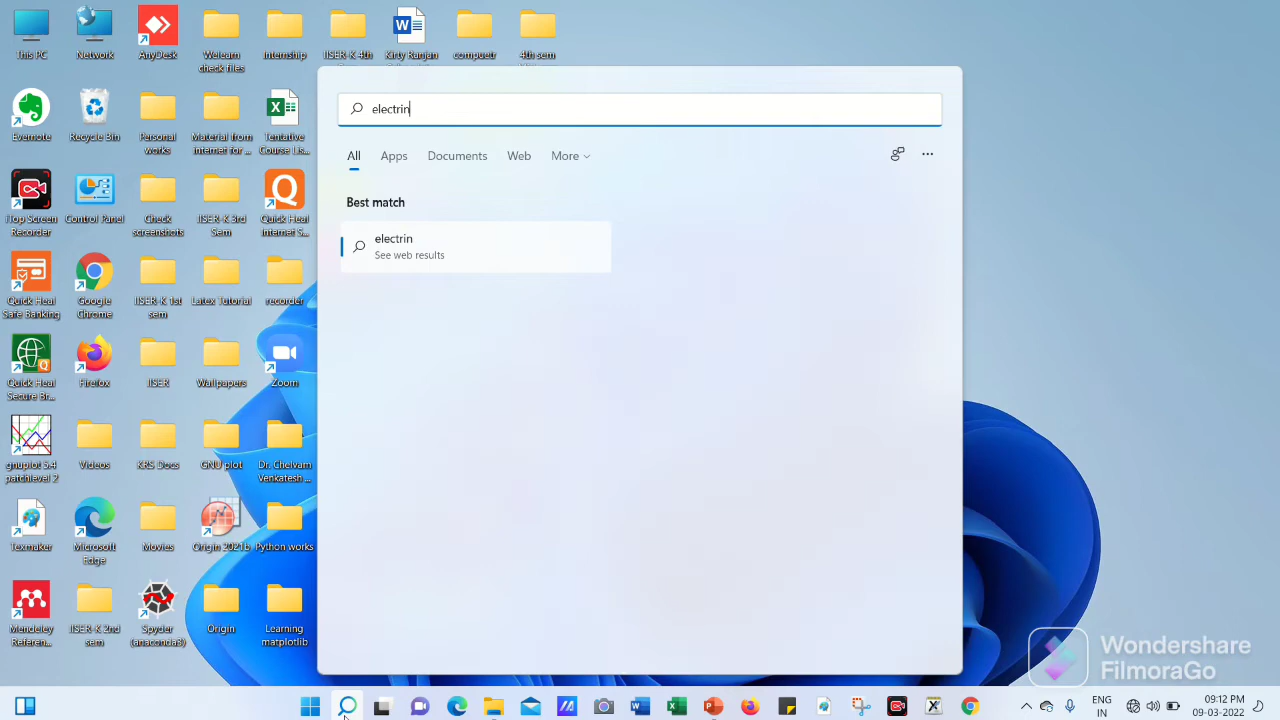 This PC
Network
AnyDesk
Welearn
check files
internship
IISER-K 4th
Kirty Ranjan
compuetr
4th sem
Evernote
Recycle Bin
Personal
works
Material from
internet for ...
Tentative
Course Lis...
iTop Screen
Recorder
Control Panel
Check
screenshots
IISER-K 3rd
Sem
Quick Heal
Internet S...
Quick Heal
Safe Banking
Google
Chrome
IISER-K 1st
sem
Latex Tutorial
recorder
Quick Heal
Secure Br...
Firefox
IISER
Wallpapers
Zoom
gnuplot 5.4
patchlevel 2
Videos
KRS Docs
GNU plot
Dr. Chelvam
Venkatesh ...
Texmaker
Microsoft
Edge
Movies
Origin 2021b
Python works
Mendeley
Referen...
IISER-K 2nd
sem
Spyder
(anaconda3)
Origin
Learning
matplotlib
electrin
All
Apps
Documents
Web
More
Best match
electrin
See web results
Wondershare
FilmoraGo
ENG
IN
09:12 PM
09-03-2022